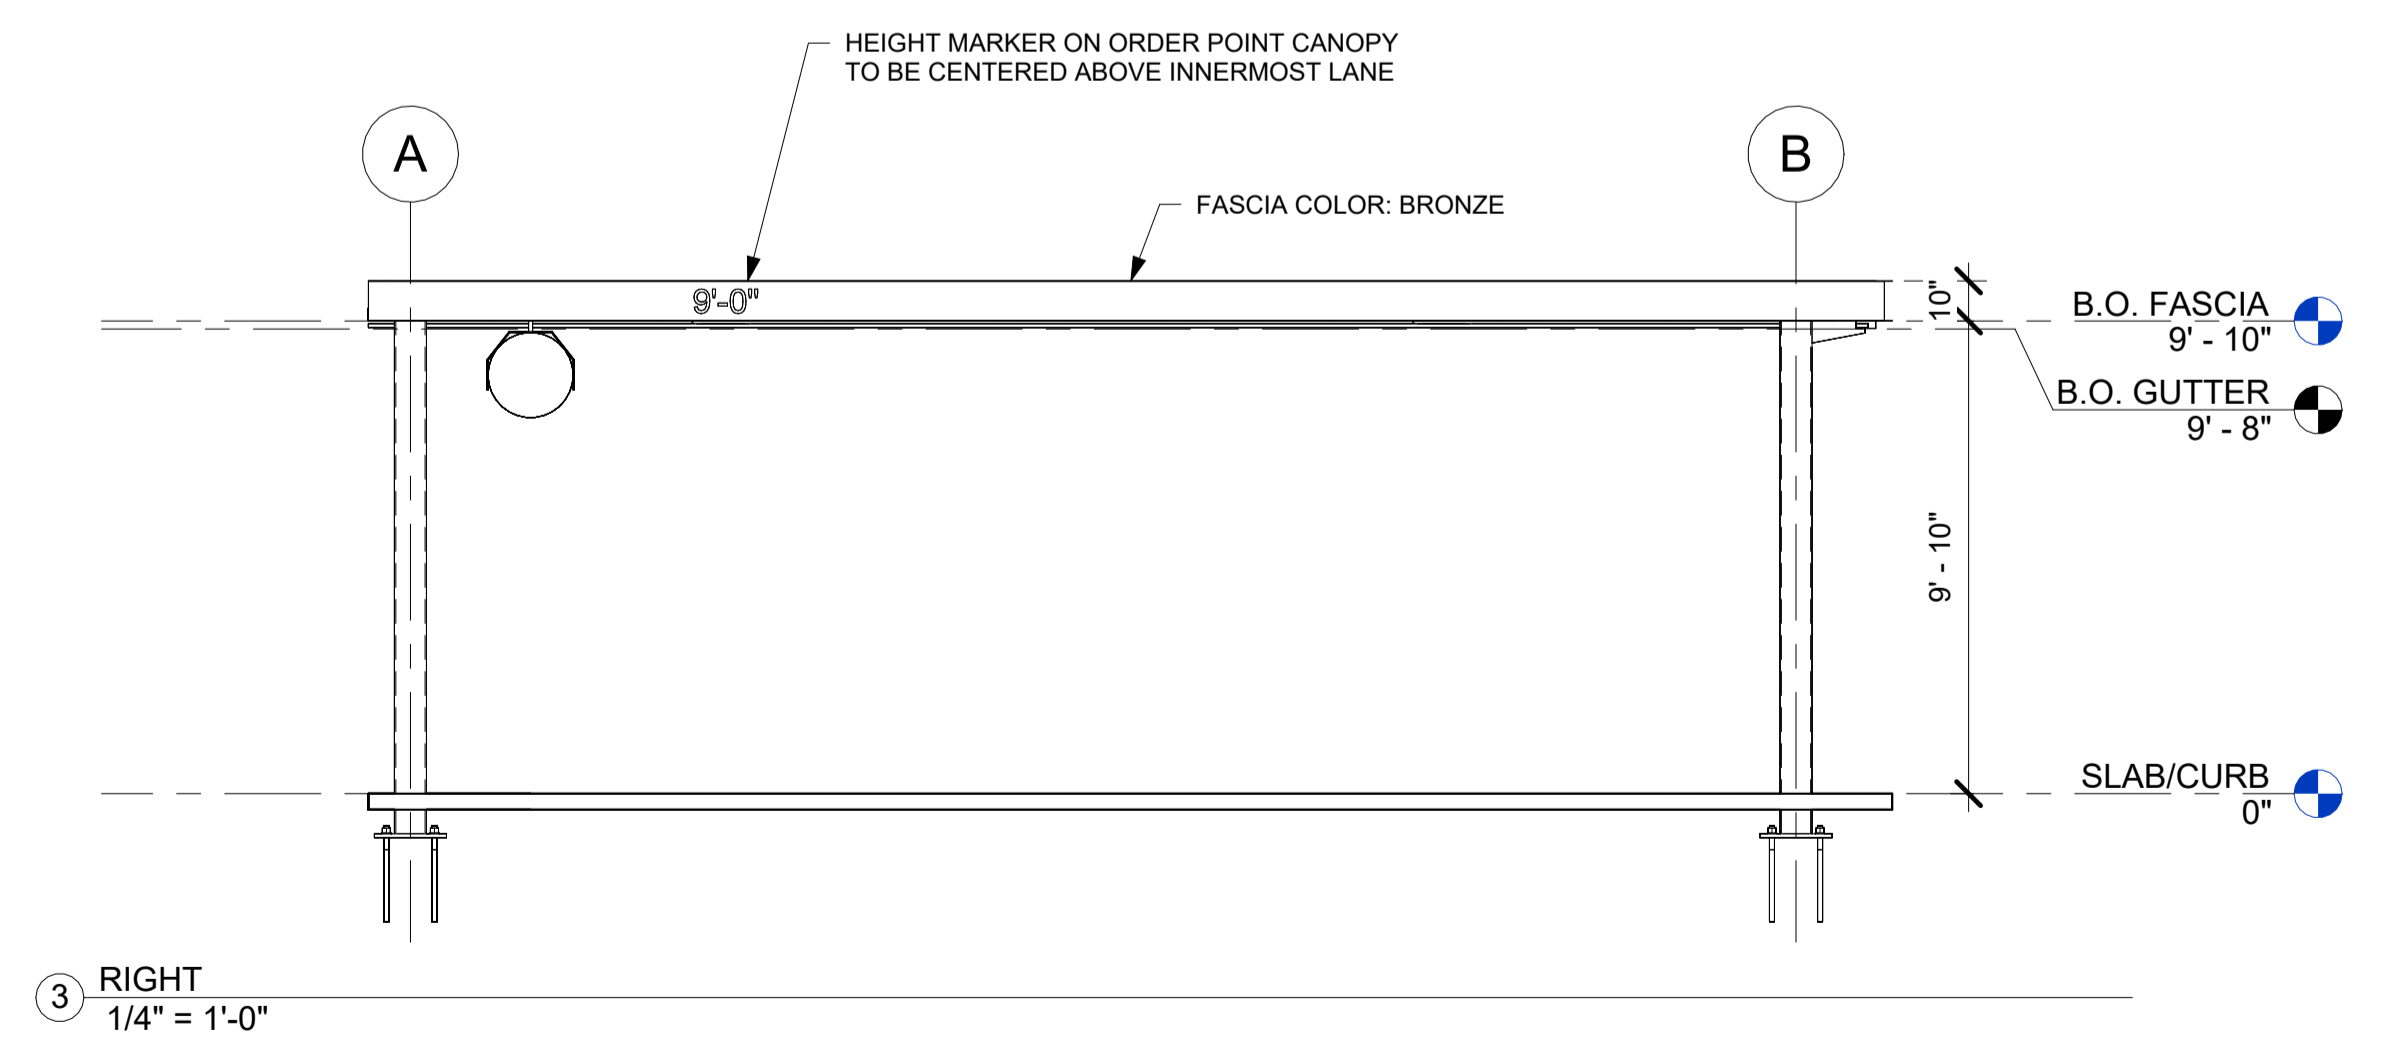 HEIGHT MARKER ON ORDER POINT CANOPY
TO BE CENTERED ABOVE INNERMOST LANE
A
B
FASCIA COLOR: BRONZE
9'-0"
10"
B.O. FASCIA
9' - 10"
B.O. GUTTER
9' - 8"
9' - 10"
SLAB/CURB
0"
3
RIGHT
1/4" = 1'-0"